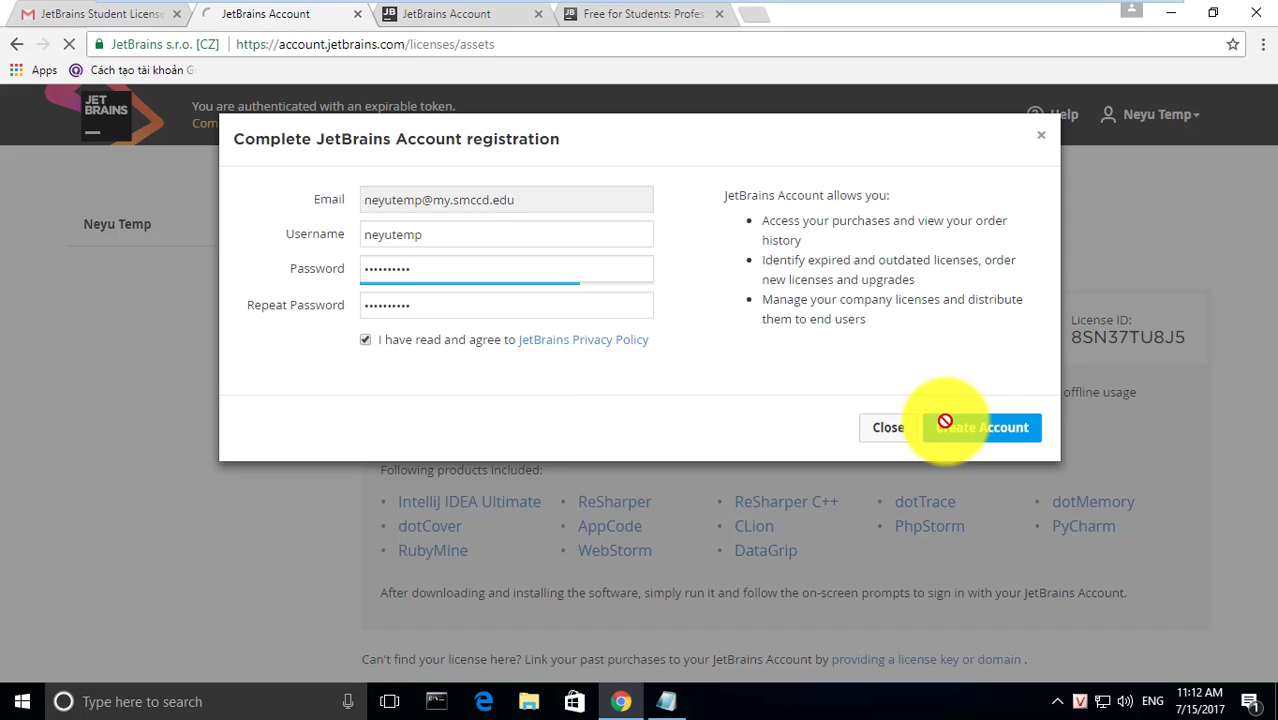 JetBrains Student License
JetBrains Account
JetBrains Account
Free for Students: Profes
JetBrains s.r.o. [CZ]
https://account.jetbrains.com/licenses/assets
Apps
Cách tạo tài khoản G
JET
BRAINS
You are authenticated with an expirable token.
Com
Help
Neyu Temp
Complete JetBrains Account registration
×
Neyu Temp
Email
neyutemp@my.smccd.edu
Username
neyutemp
Password
••••••••••
Repeat Password
••••••••••
I have read and agree to JetBrains Privacy Policy
JetBrains Account allows you:
• Access your purchases and view your order
history
• Identify expired and outdated licenses, order
new licenses and upgrades
• Manage your company licenses and distribute
them to end users
License ID:
8SN37TU8J5
offline usage
Close
Create Account
Following products included:
• IntelliJ IDEA Ultimate • ReSharper • ReSharper C++ • dotTrace • dotMemory
• dotCover • AppCode • CLion • PhpStorm • PyCharm
• RubyMine • WebStorm • DataGrip
After downloading and installing the software, simply run it and follow the on-screen prompts to sign in with your JetBrains Account.
Can't find your license here? Link your past purchases to your JetBrains Account by providing a license key or domain .
Type here to search
V
ENG
11:12 AM
7/15/2017
1